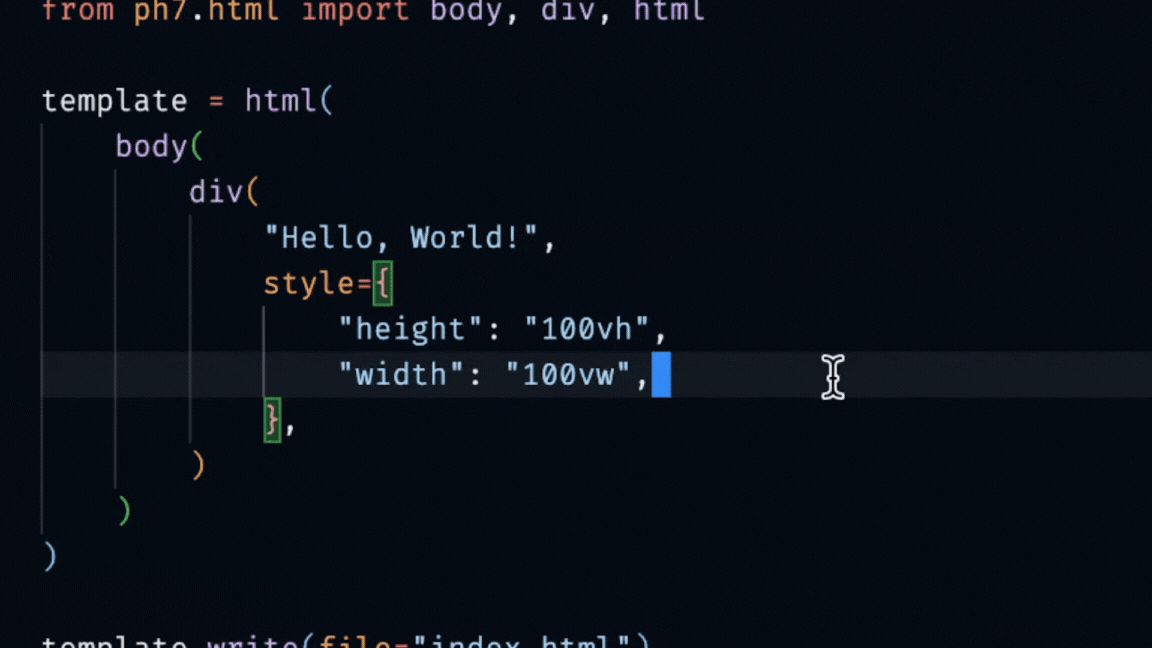 from ph7.html import body, div, html
template = html(
body(
div(
"Hello, World!",
style={
"height": "100vh",
"width": "100vw",
},
)
)
)
template.write(file="index.html")